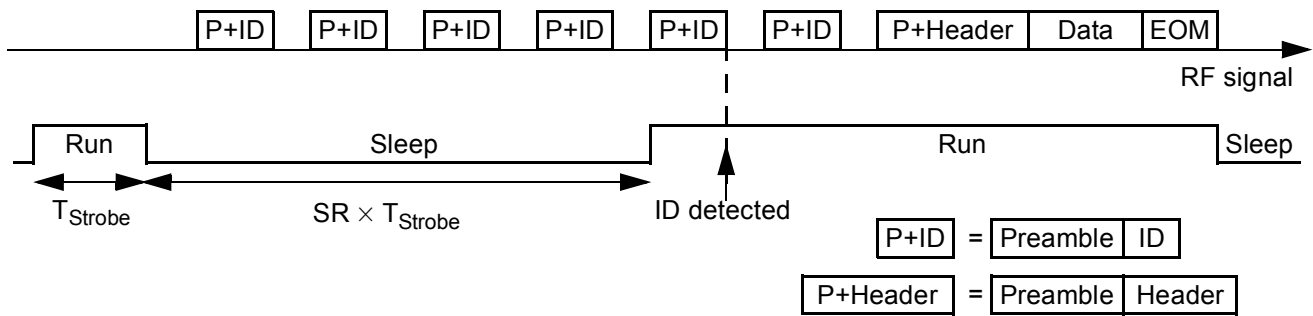 P+ID P+ID P+ID P+ID P+ID P+ID P+Header Data EOM
RF signal
Run Sleep Run Sleep
TStrobe SR × TStrobe ID detected
P+ID = Preamble ID
P+Header = Preamble Header